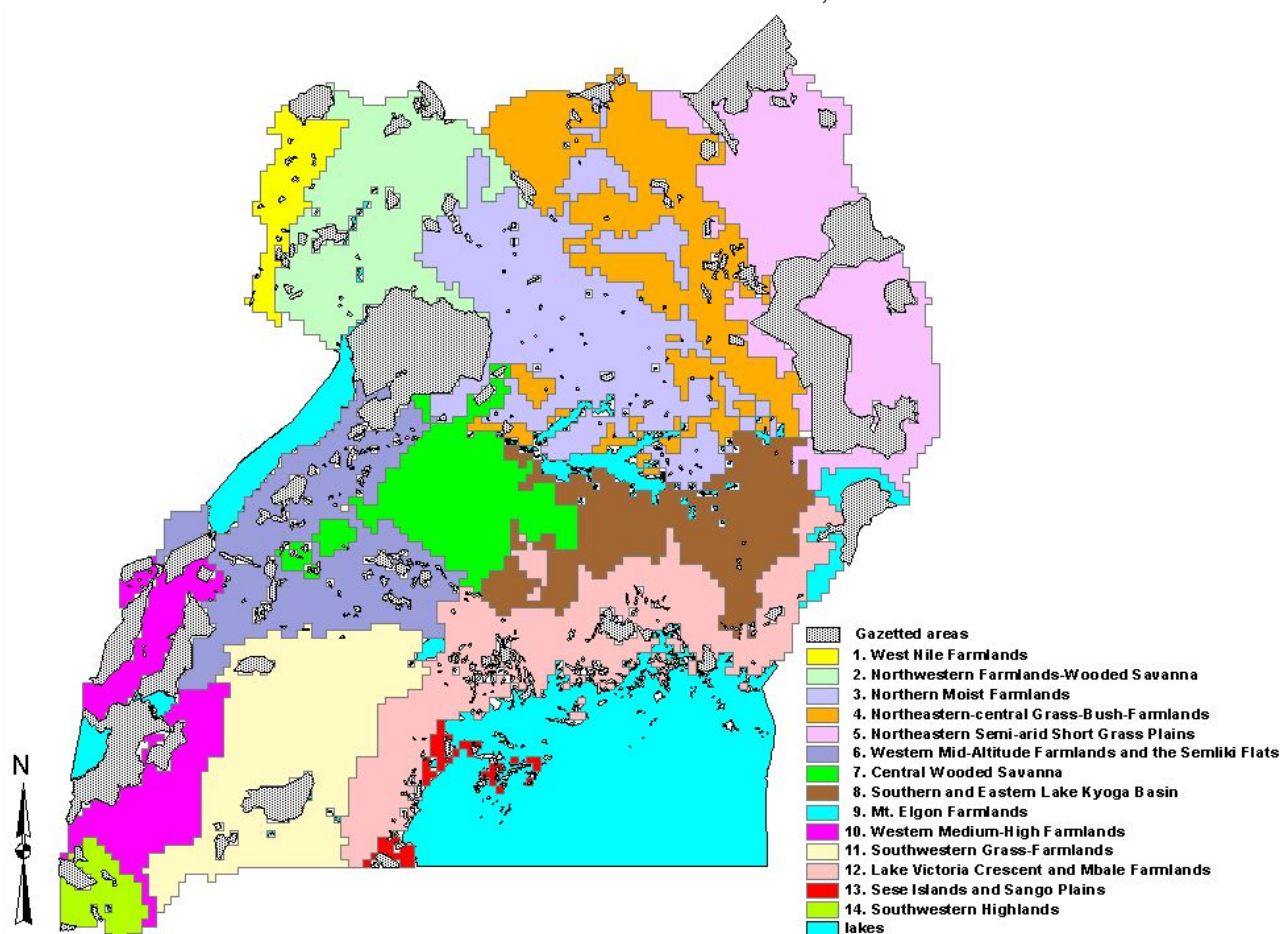 Gazetted areas
1. West Nile Farmlands
2. Northwestern Farmlands-Wooded Savanna
3. Northern Moist Farmlands
4. Northeastern-central Grass-Bush-Farmlands
5. Northeastern Semi-arid Short Grass Plains
6. Western Mid-Altitude Farmlands and the Semliki Flats
7. Central Wooded Savanna
8. Southern and Eastern Lake Kyoga Basin
9. Mt. Elgon Farmlands
10. Western Medium-High Farmlands
11. Southwestern Grass-Farmlands
12. Lake Victoria Crescent and Mbale Farmlands
13. Sese Islands and Sango Plains
14. Southwestern Highlands
lakes
N